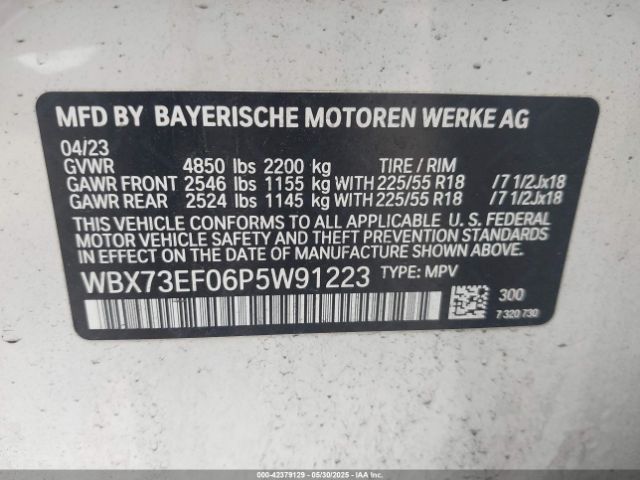 MFD BY BAYERISCHE MOTOREN WERKE AG
04/23
GVWR 4850 lbs 2200 kg TIRE / RIM
GAWR FRONT 2546 lbs 1155 kg WITH 225/55 R18 /7 1/2Jx18
GAWR REAR 2524 lbs 1145 kg WITH 225/55 R18 /7 1/2Jx18
THIS VEHICLE CONFORMS TO ALL APPLICABLE U. S. FEDERAL
MOTOR VEHICLE SAFETY, BUMPER, AND THEFT PREVENTION
STANDARDS IN EFFECT ON THE DATE OF MANUFACTURE SHOWN ABOVE.
WBX73EF06P5W91223 TYPE: MPV
300
7 320 730
000-42379129 - 05/30/2025 - IAA Inc.